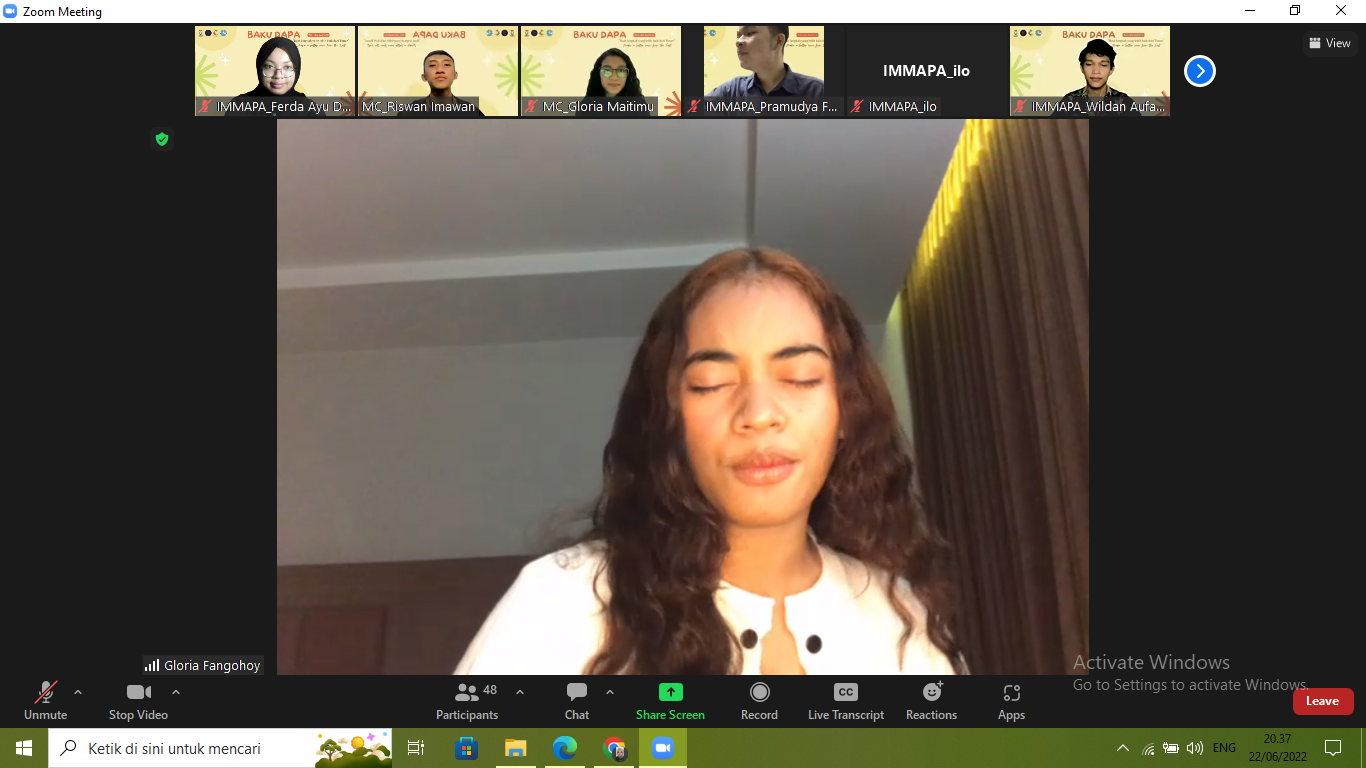 Zoom Meeting
BAKU DAPA
BAKU DAPA
BAKU DAPA
BAKU DAPA
IMMAPA_ilo
View
IMMAPA_Ferda Ayu D...
MC_Riswan Imawan
MC_Gloria Maitimu
IMMAPA_Pramudya F...
IMMAPA_ilo
IMMAPA_Wildan Aufa...
Gloria Fangohoy
Activate Windows
Go to Settings to activate Windows.
Unmute
Stop Video
Participants
48
Chat
Share Screen
Record
CC
Live Transcript
Reactions
Apps
Leave
Ketik di sini untuk mencari
ENG
20.37
22/06/2022